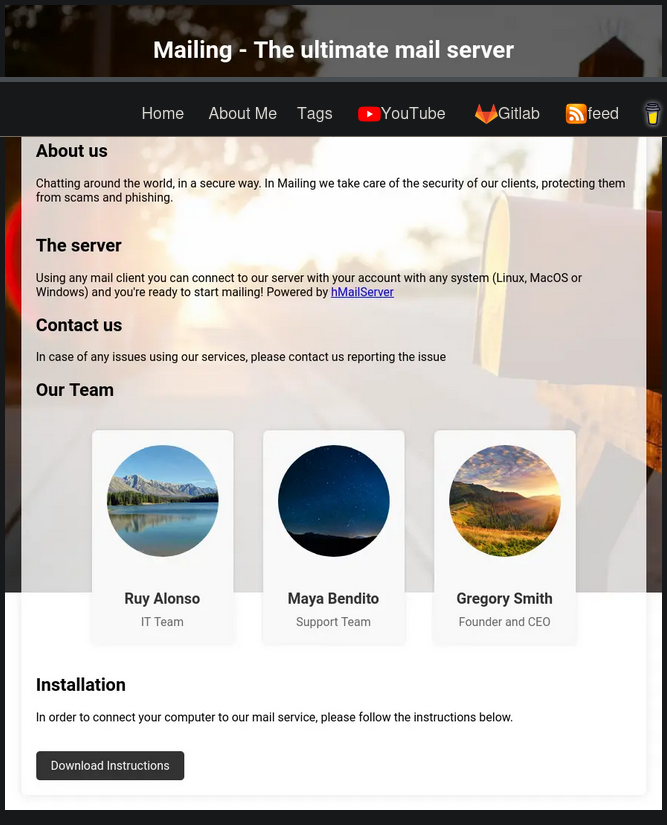 Mailing - The ultimate mail server
Home About Me Tags YouTube Gitlab feed
About us
Chatting around the world, in a secure way. In Mailing we take care of the security of our clients, protecting them
from scams and phishing.
The server
Using any mail client you can connect to our server with your account with any system (Linux, MacOS or
Windows) and you're ready to start mailing! Powered by hMailServer
Contact us
In case of any issues using our services, please contact us reporting the issue
Our Team
Ruy Alonso Maya Bendito Gregory Smith
IT Team Support Team Founder and CEO
Installation
In order to connect your computer to our mail service, please follow the instructions below.
Download Instructions